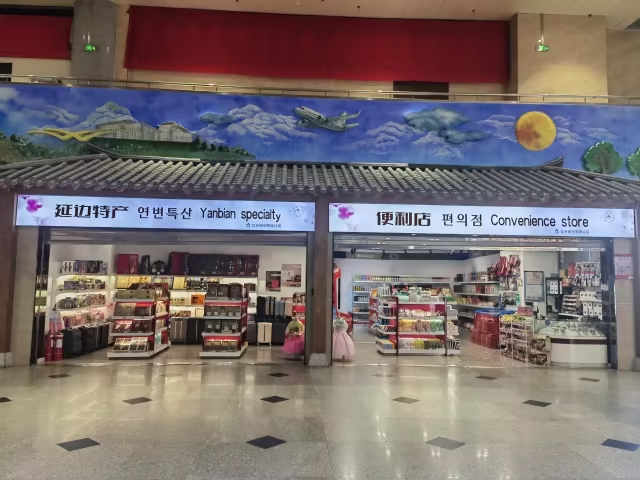 延边特产 연변특산 Yanbian specialty
便利店 편의점 Convenience store